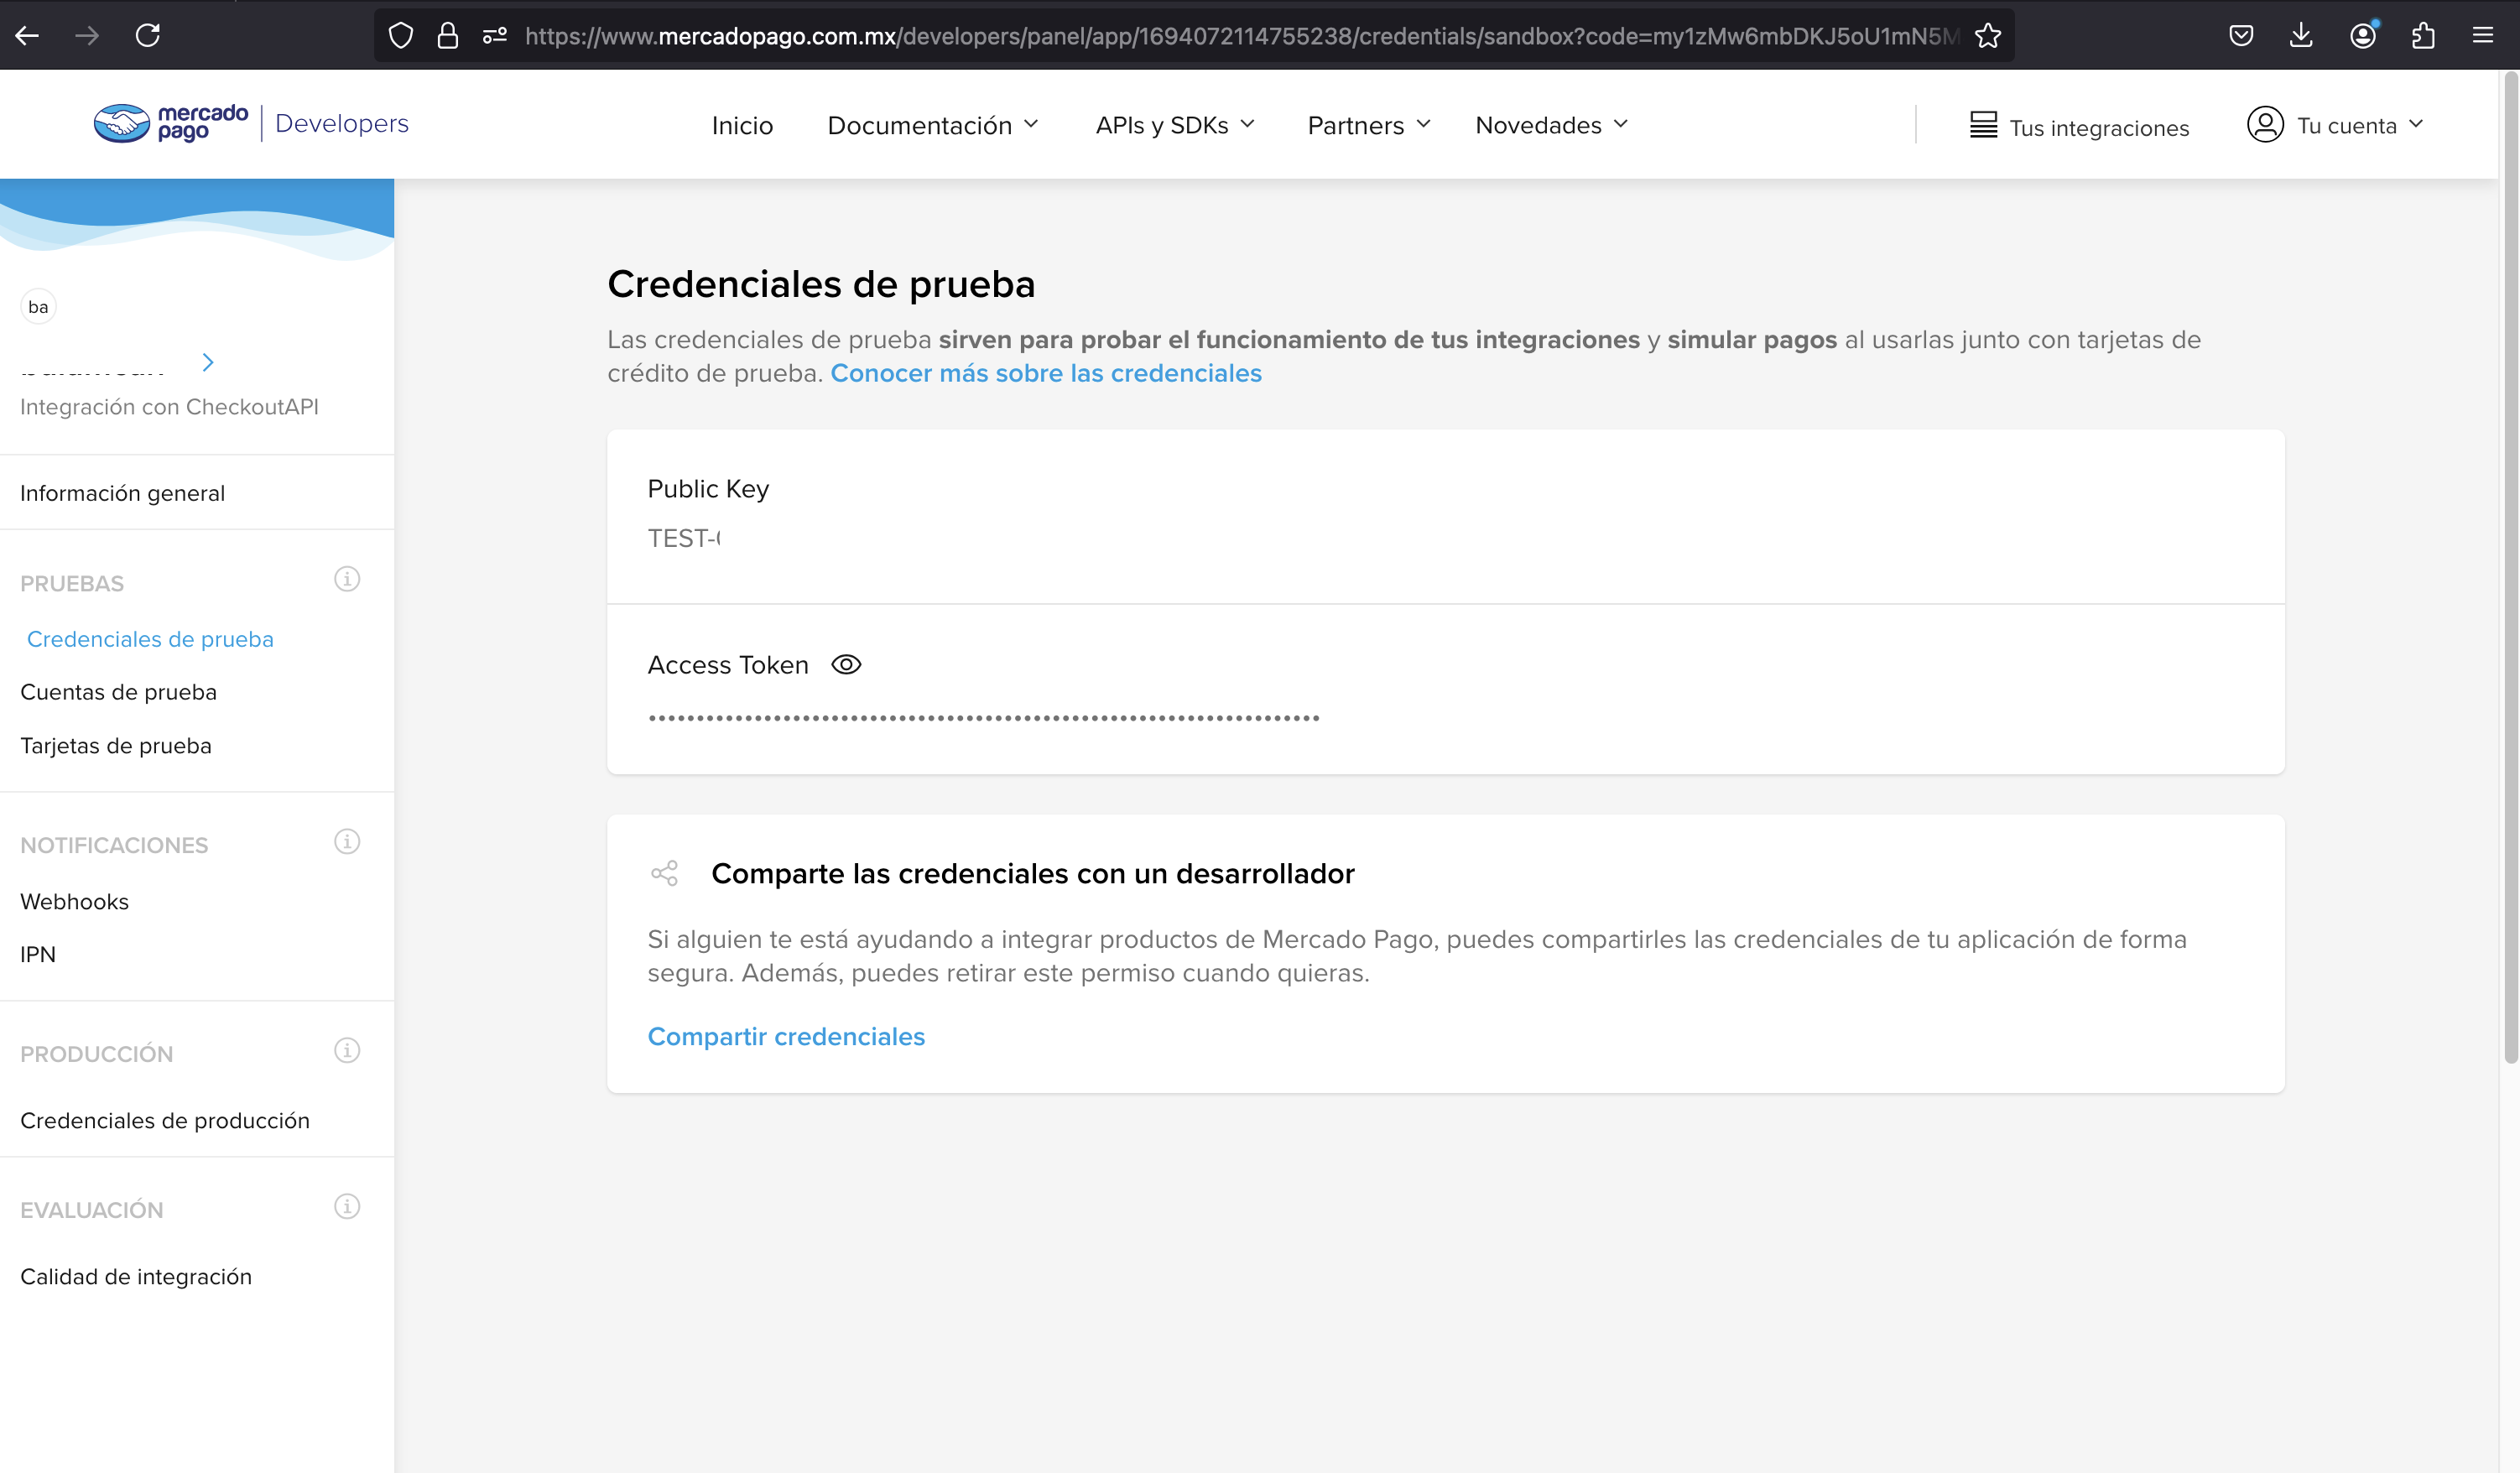 https://www.mercadopago.com.mx/developers/panel/app/1694072114755238/credentials/sandbox?code=my1zMw6mbDKJ5oU1mN5M
mercado pago | Developers
Inicio
Documentación
APIs y SDKs
Partners
Novedades
Tus integraciones
Tu cuenta
ba
Integración con CheckoutAPI
Información general
PRUEBAS
Credenciales de prueba
Cuentas de prueba
Tarjetas de prueba
NOTIFICACIONES
Webhooks
IPN
PRODUCCIÓN
Credenciales de producción
EVALUACIÓN
Calidad de integración
Credenciales de prueba
Las credenciales de prueba sirven para probar el funcionamiento de tus integraciones y simular pagos al usarlas junto con tarjetas de
crédito de prueba. Conocer más sobre las credenciales
Public Key
TEST-
Access Token
Comparte las credenciales con un desarrollador
Si alguien te está ayudando a integrar productos de Mercado Pago, puedes compartirles las credenciales de tu aplicación de forma
segura. Además, puedes retirar este permiso cuando quieras.
Compartir credenciales